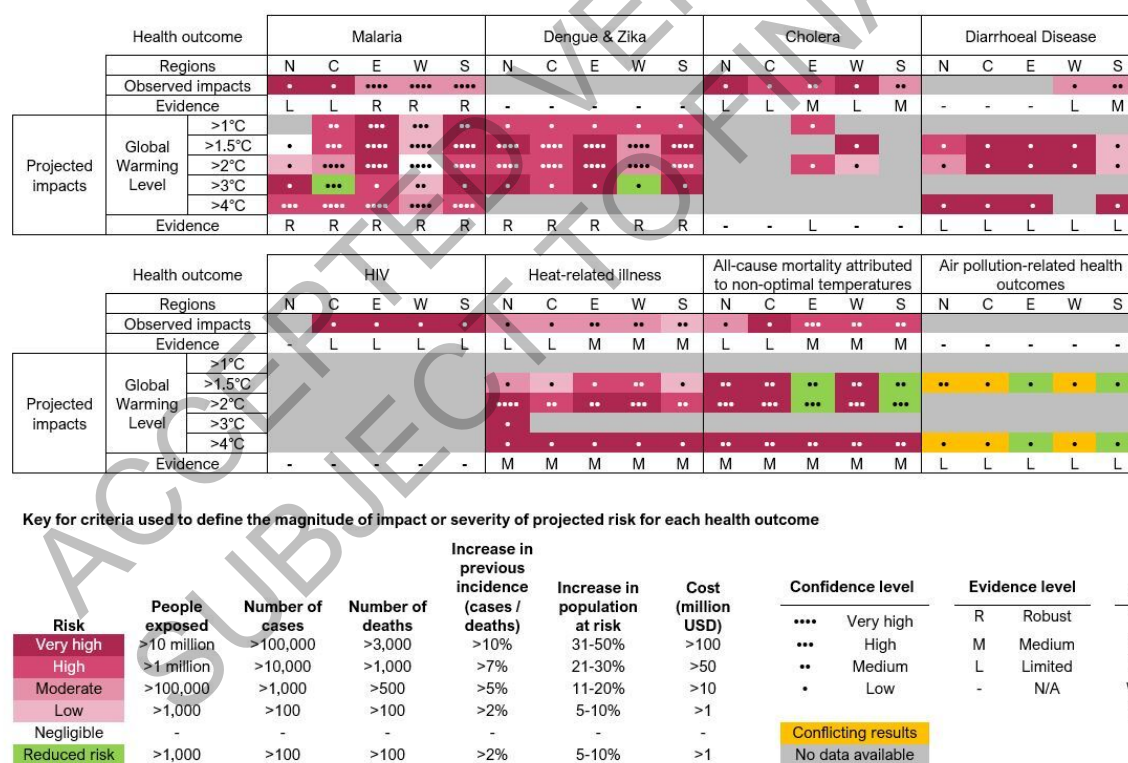 Health outcome Malaria Dengue & Zika Cholera Diarrhoeal Disease
Regions N C E W S N C E W S N C E W S N C E W S
Observed impacts • • •••• •••• •••• • • •• • •• • ••
Evidence L L R R R - - - - - L L M L M - - - L M
>1°C •• ••• ••• •• • • • • • •
Global >1.5°C • ••• •••• •••• •••• •••• •••• •••• •••• •••• • • • • • •
Projected Warming >2°C • •••• •••• •••• •••• •••• •••• •••• •••• •••• • • • • • • •
impacts Level >3°C • ••• • •• • • • • • •
>4°C ••• •••• •••• •••• •••• • • • •
Evidence R R R R R R R R R R - - L - - L L L L L
Health outcome HIV Heat-related illness All-cause mortality attributed to non-optimal temperatures Air pollution-related health outcomes
Regions N C E W S N C E W S N C E W S N C E W S
Observed impacts • • • • • • •• •• •• • • ••• •• ••
Evidence - L L L L L L M M M L L M M M - - - - -
>1°C
Global >1.5°C • • • •• • •• •• •• •• •• •• • • • •
Projected Warming >2°C •••• •• •• ••• •• ••• ••• ••• ••• •••
impacts Level >3°C •
>4°C • • • • • •• •• •• •• •• • • • • •
Evidence - - - - - M M M M M M M M M M L L L L L
Key for criteria used to define the magnitude of impact or severity of projected risk for each health outcome
Risk People exposed Number of cases Number of deaths Increase in previous incidence (cases / deaths) Increase in population at risk Cost (million USD) Confidence level Evidence level
Very high >10 million >100,000 >3,000 >10% 31-50% >100 •••• Very high R Robust
High >1 million >10,000 >1,000 >7% 21-30% >50 ••• High M Medium
Moderate >100,000 >1,000 >500 >5% 11-20% >10 •• Medium L Limited
Low >1,000 >100 >100 >2% 5-10% >1 • Low - N/A
Negligible - - - - - - Conflicting results
Reduced risk >1,000 >100 >100 >2% 5-10% >1 No data available
ACCEPTED VE
SUBJECT TO FINA